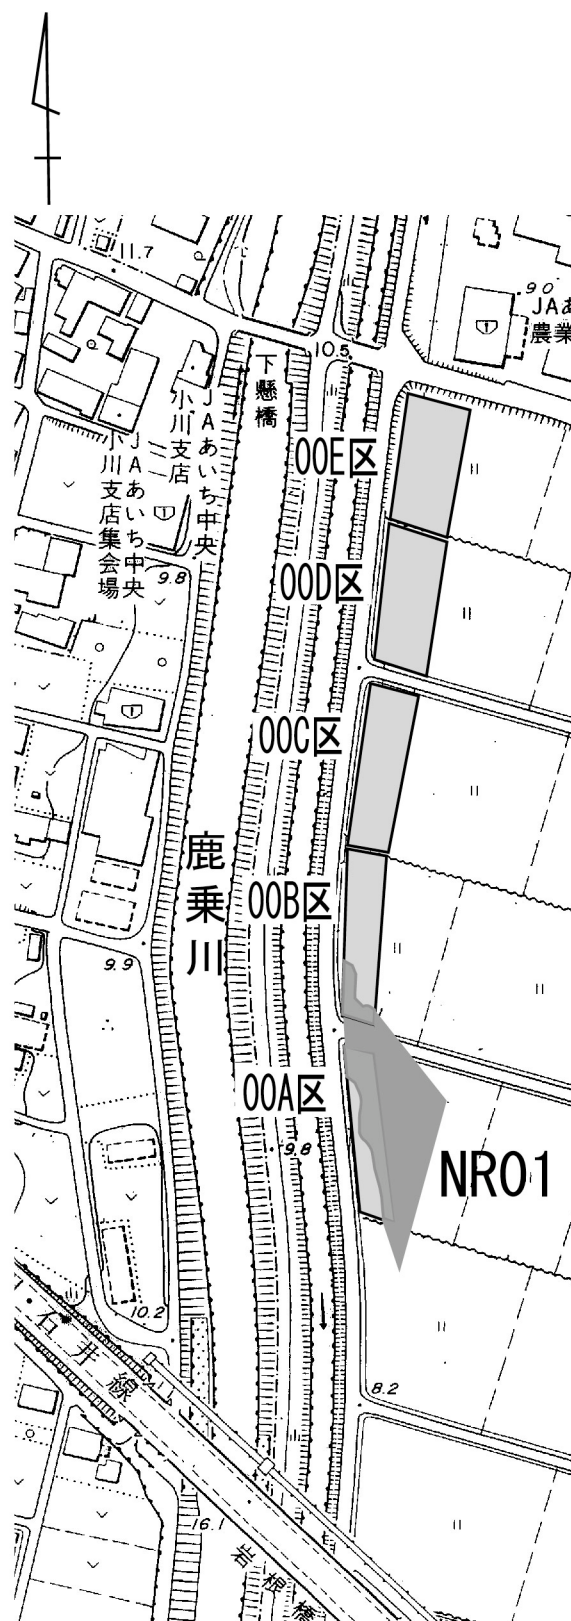 11.7
9.0
JAあ
農業
10.5
下懸橋
JAあいち中央
小川支店
JAあいち中央
小川支店集会場
00E区
9.8
00D区
00C区
鹿乗川
00B区
9.9
00A区
9.8
NR01
10.2
石井線
8.2
16.1
岩根橋